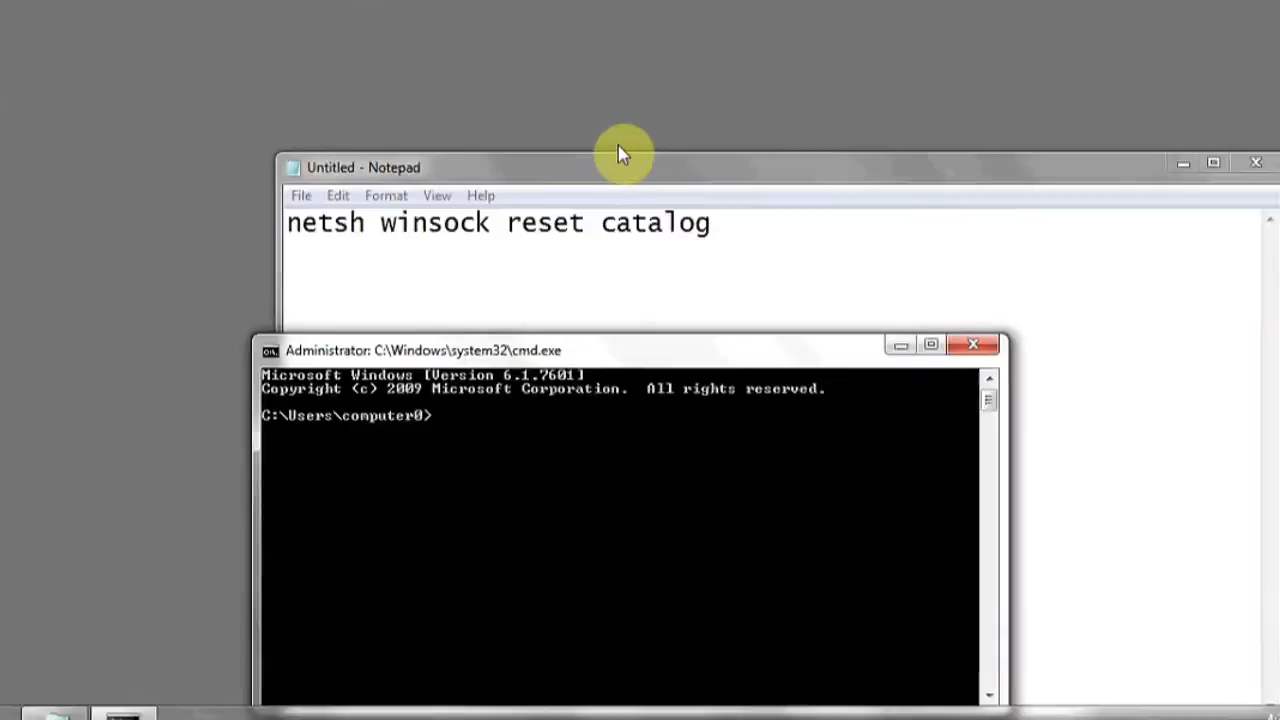 Untitled - Notepad
File Edit Format View Help
netsh winsock reset catalog
Administrator: C:\Windows\system32\cmd.exe
Microsoft Windows [Version 6.1.7601]
Copyright (c) 2009 Microsoft Corporation. All rights reserved.
C:\Users\computer0>